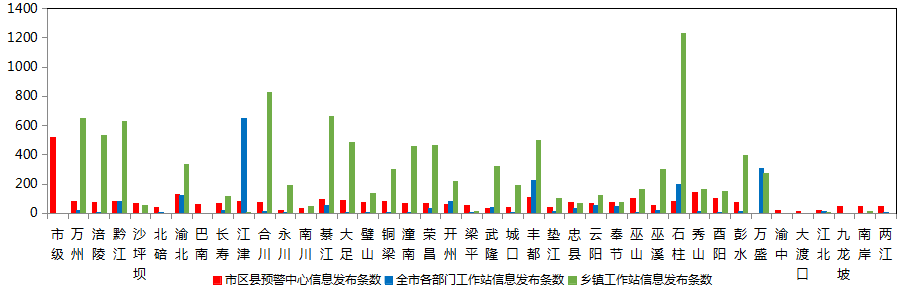 1400
1200
1000
800
600
400
200
0
市级
万州
涪陵
黔江
沙坪坝
北碚
渝北
巴南
长寿
江津
合川
永川
南川
綦江
大足
璧山
铜梁
潼南
荣昌
开州
梁平
武隆
城口
丰都
垫江
忠县
云阳
奉节
巫山
巫溪
石柱
秀山
酉阳
彭水
万盛
渝中
大渡口
江北
九龙坡
南岸
两江
市区县预警中心信息发布条数 全市各部门工作站信息发布条数 乡镇工作站信息发布条数